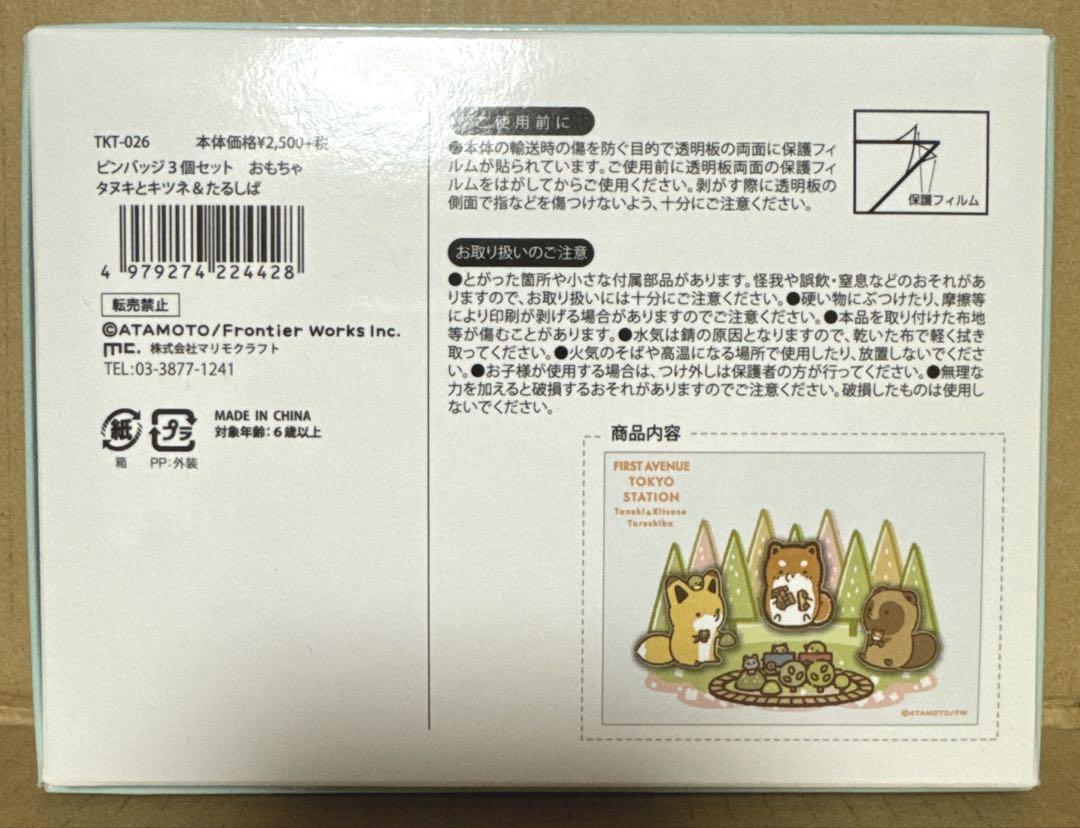 TKT-026 本体価格¥2,500+税
ピンバッジ3個セット おもちゃ
タヌキとキツネ&たるしば
4 979274 224428
転売禁止
©ATAMOTO/Frontier Works Inc.
mc. 株式会社マリモクラフト
TEL:03-3877-1241
紙
箱
プラ
PP:外装
MADE IN CHINA
対象年齢:6歳以上
ご使用前に
●本体の輸送時の傷を防ぐ目的で透明板の両面に保護フィ
ルムが貼られています。ご使用前に透明板両面の保護フィ
ルムをはがしてからご使用ください。剥がす際に透明板の
側面で指などを傷つけないよう、十分にご注意ください。
保護フィルム
お取り扱いのご注意
●とがった箇所や小さな付属部品があります。怪我や誤飲・窒息などのおそれがあ
りますので、お取り扱いには十分にご注意ください。●硬い物にぶつけたり、摩擦等
により印刷が剥げる場合がありますのでご注意ください。●本品を取り付けた布地
等が傷むことがあります。●水気は錆の原因となりますので、乾いた布で軽く拭き
取ってください。●火気のそばや高温になる場所で使用したり、放置しないでくださ
い。●お子様が使用する場合は、つけ外しは保護者の方が行ってください。●無理な
力を加えると破損するおそれがありますのでご注意ください。破損したものは使用し
ないでください。
商品内容
FIRST AVENUE
TOKYO
STATION
Tanuki&Kitsune
Tarushiba
©ATAMOTO/FW